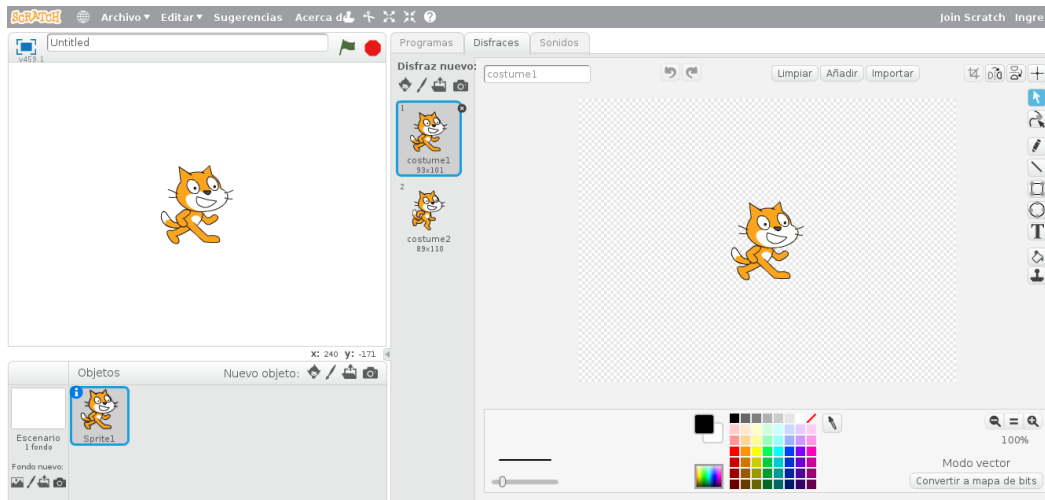 SCRATCH Archivo Editar Sugerencias Acerca d Join Scratch Ingre
Untitled
v459.1
Programas Disfraces Sonidos
Disfraz nuevo:
costume1
Limpiar Añadir Importar
1
costume1
93x101
2
costume2
89x110
x: 240 y: -171
Objetos Nuevo objeto:
Escenario
1 fondo
Sprite1
Fondo nuevo:
T
100%
Modo vector
Convertir a mapa de bits